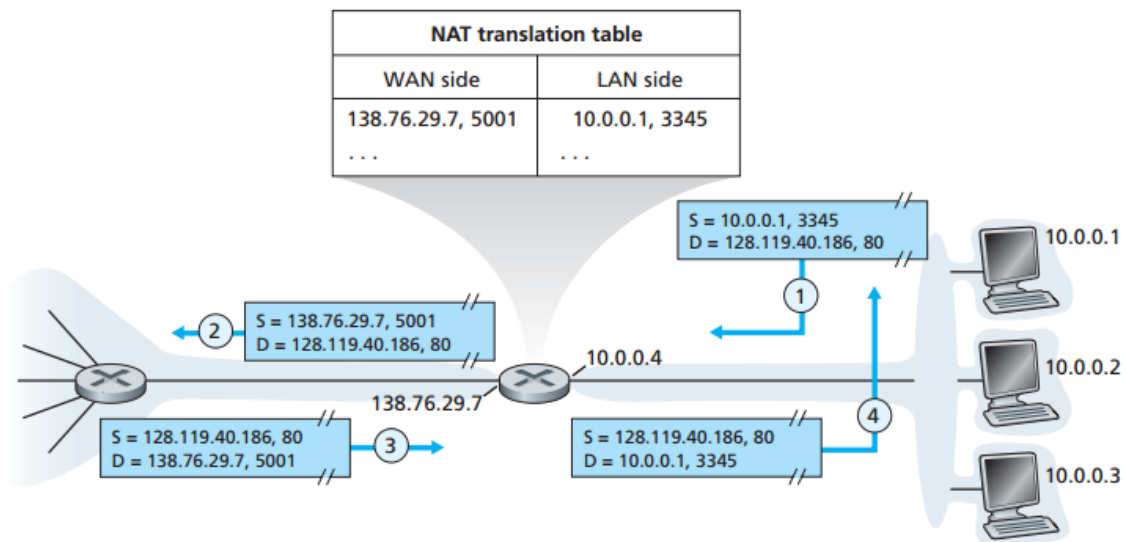 NAT translation table
WAN side
LAN side
138.76.29.7, 5001
10.0.0.1, 3345
. . .
. . .
S = 10.0.0.1, 3345
D = 128.119.40.186, 80
10.0.0.1
1
2
S = 138.76.29.7, 5001
D = 128.119.40.186, 80
10.0.0.4
10.0.0.2
138.76.29.7
S = 128.119.40.186, 80
D = 138.76.29.7, 5001
3
S = 128.119.40.186, 80
D = 10.0.0.1, 3345
4
10.0.0.3